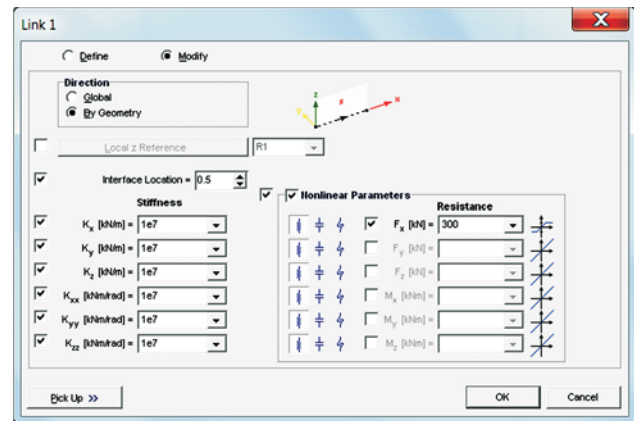 Link 1
Define Modify
Direction
Global
By Geometry
z
y
x
Local z Reference R1
Interface Location = 0.5
Nonlinear Parameters
Stiffness Resistance
Kx [kN/m] = 1e7 Fx [kN] = 300
Ky [kN/m] = 1e7 Fy [kN] =
Kz [kN/m] = 1e7 Fz [kN] =
Kxx [kNm/rad] = 1e7 Mx [kNm] =
Kyy [kNm/rad] = 1e7 My [kNm] =
Kzz [kNm/rad] = 1e7 Mz [kNm] =
Pick Up >> OK Cancel